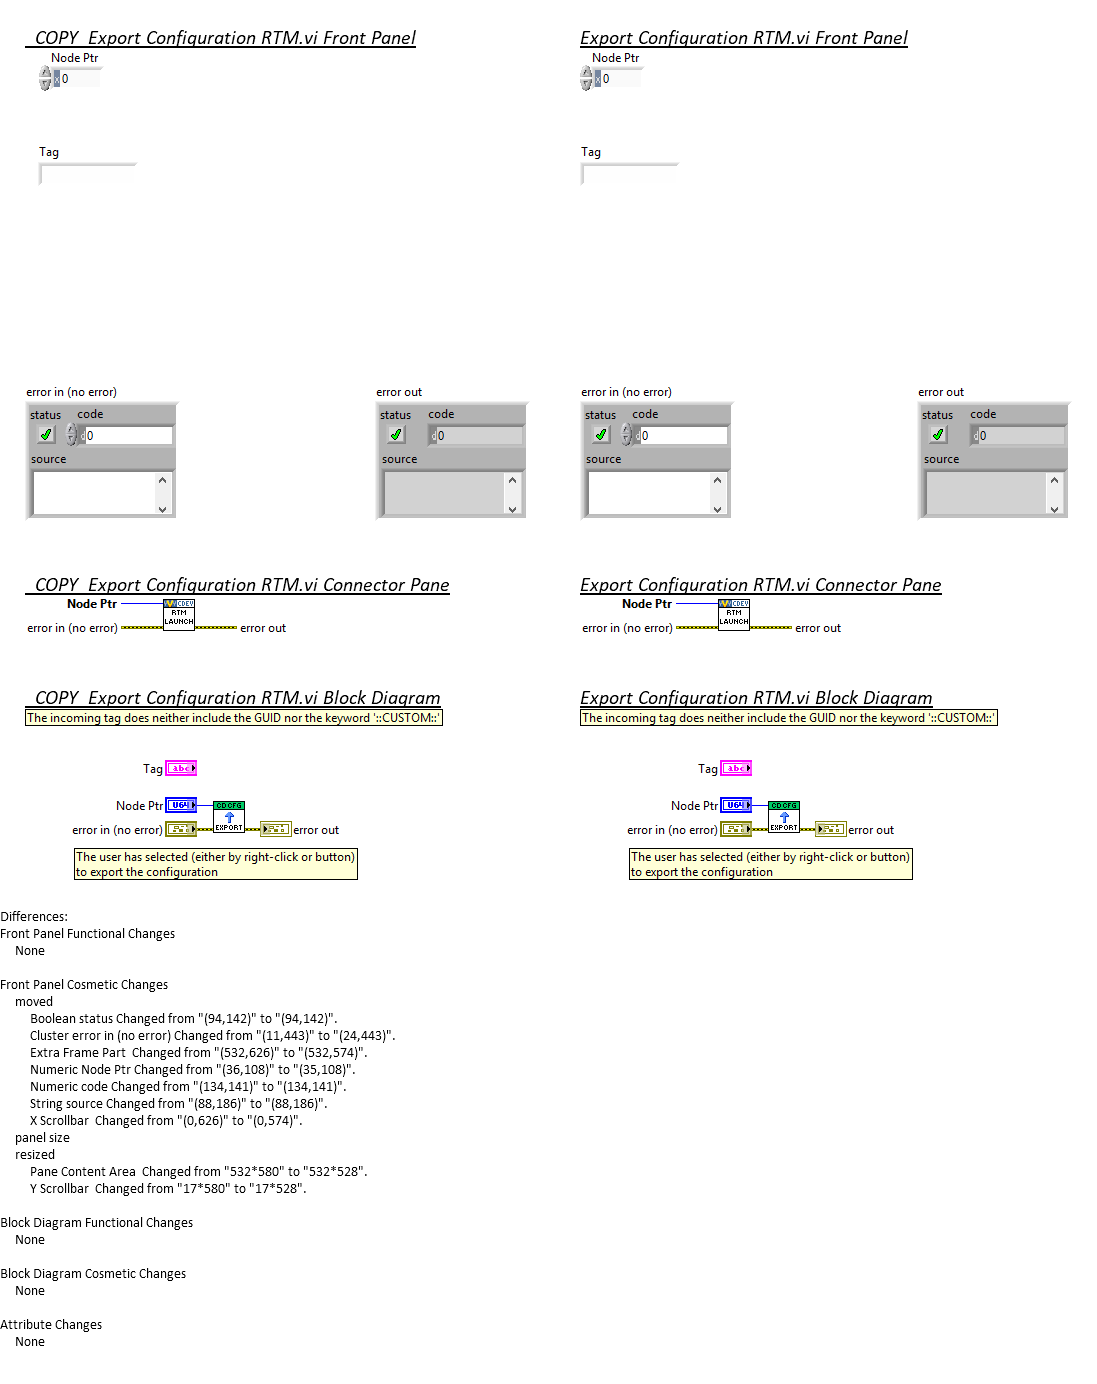 COPY  Export Configuration RTM.vi Front Panel
Node Ptr
x 0
Tag
error in (no error)
status
code
d 0
source
error out
status
code
d 0
source
Export Configuration RTM.vi Front Panel
Node Ptr
x 0
Tag
error in (no error)
status
code
d 0
source
error out
status
code
d 0
source
COPY  Export Configuration RTM.vi Connector Pane
Node Ptr
CDEV
RTM
LAUNCH
error in (no error)
error out
Export Configuration RTM.vi Connector Pane
Node Ptr
CDEV
RTM
LAUNCH
error in (no error)
error out
COPY  Export Configuration RTM.vi Block Diagram
The incoming tag does neither include the GUID nor the keyword '::CUSTOM::'
Tag
abc
Node Ptr
U64
CD CFG
EXPORT
error in (no error)
error out
The user has selected (either by right-click or button)
to export the configuration
Export Configuration RTM.vi Block Diagram
The incoming tag does neither include the GUID nor the keyword '::CUSTOM::'
Tag
abc
Node Ptr
U64
CD CFG
EXPORT
error in (no error)
error out
The user has selected (either by right-click or button)
to export the configuration
Differences:
Front Panel Functional Changes
None
Front Panel Cosmetic Changes
moved
Boolean status Changed from "(94,142)" to "(94,142)".
Cluster error in (no error) Changed from "(11,443)" to "(24,443)".
Extra Frame Part  Changed from "(532,626)" to "(532,574)".
Numeric Node Ptr Changed from "(36,108)" to "(35,108)".
Numeric code Changed from "(134,141)" to "(134,141)".
String source Changed from "(88,186)" to "(88,186)".
X Scrollbar  Changed from "(0,626)" to "(0,574)".
panel size
resized
Pane Content Area  Changed from "532*580" to "532*528".
Y Scrollbar  Changed from "17*580" to "17*528".
Block Diagram Functional Changes
None
Block Diagram Cosmetic Changes
None
Attribute Changes
None